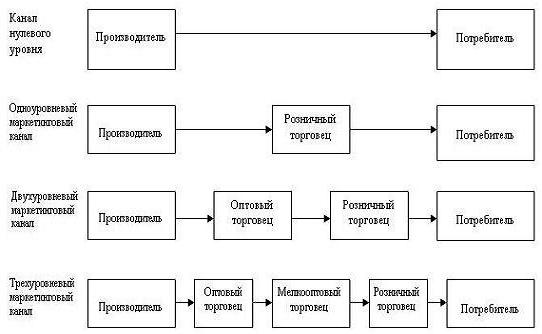 Канал
нулевого
уровня
Производитель
Потребитель
Одноуровневый
маркетинговый
канал
Производитель
Розничный
торговец
Потребитель
Двухуровневый
маркетинговый
канал
Производитель
Оптовый
торговец
Розничный
торговец
Потребитель
Трехуровневый
маркетинговый
канал
Производитель
Оптовый
торговец
Мелкооптовый
торговец
Розничный
торговец
Потребитель